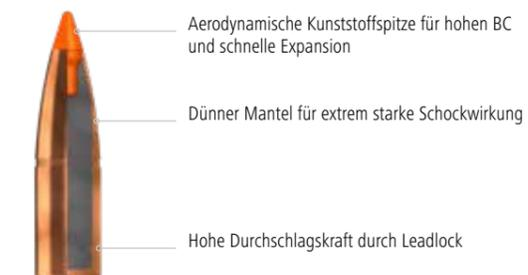 Aerodynamische Kunststoffspitze für hohen BC
und schnelle Expansion
Dünner Mantel für extrem starke Schockwirkung
Hohe Durchschlagskraft durch Leadlock